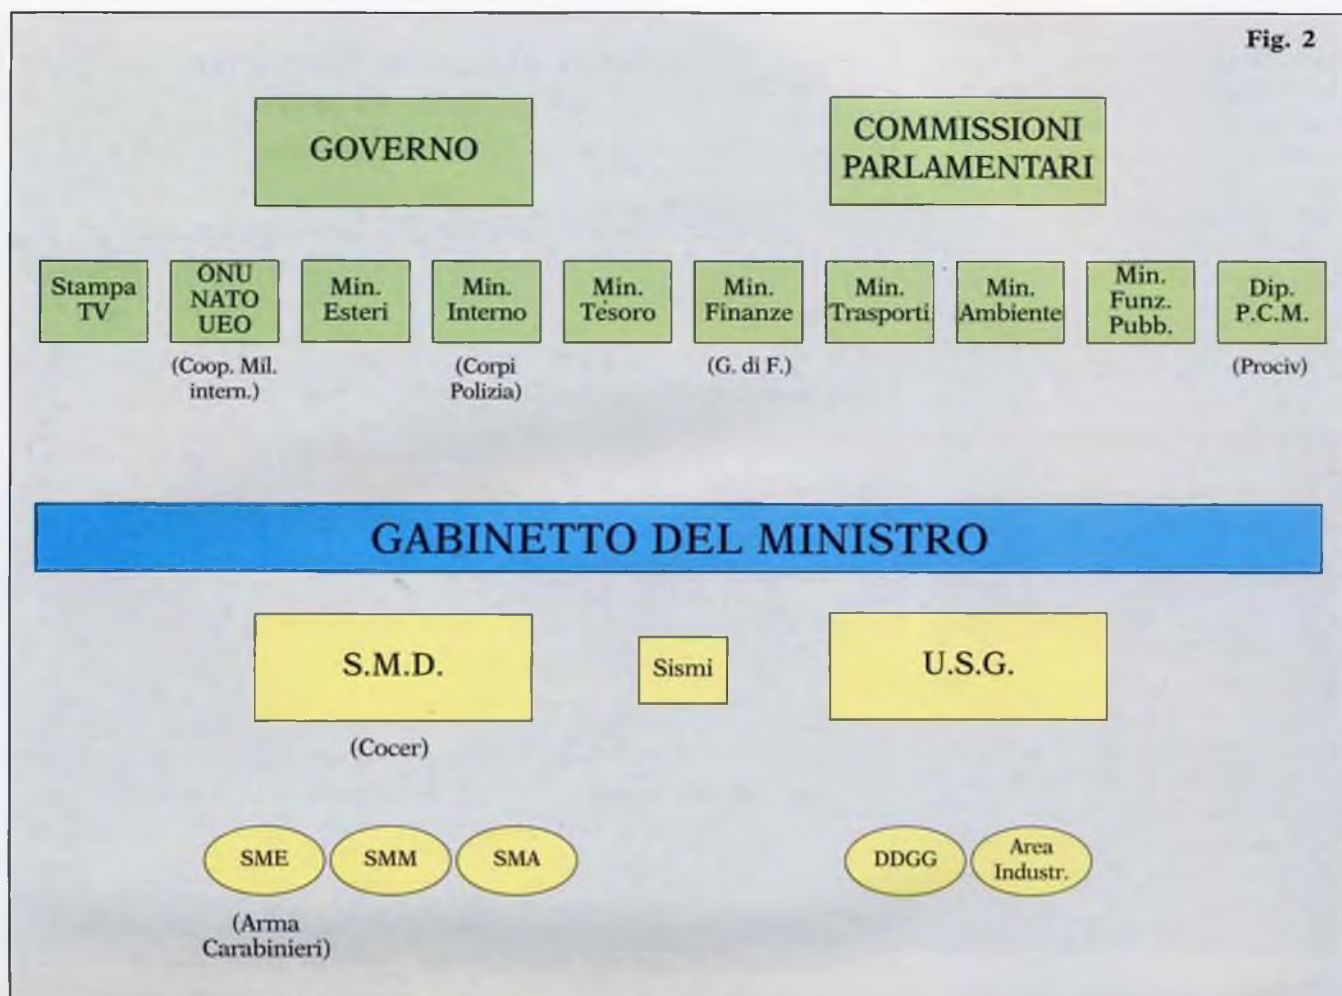 Fig. 2
GOVERNO
COMMISSIONI
PARLAMENTARI
Stampa
TV
ONU
NATO
UEO
(Coop. Mil.
intern.)
Min.
Esteri
Min.
Interno
(Corpi
Polizia)
Min.
Tesoro
Min.
Finanze
(G. di F.)
Min.
Trasporti
Min.
Ambiente
Min.
Funz.
Pubb.
Dip.
P.C.M.
(Prociv)
GABINETTO DEL MINISTRO
S.M.D.
(Cocer)
Sismi
U.S.G.
SME
SMM
SMA
(Arma
Carabinieri)
DDGG
Area
Industr.